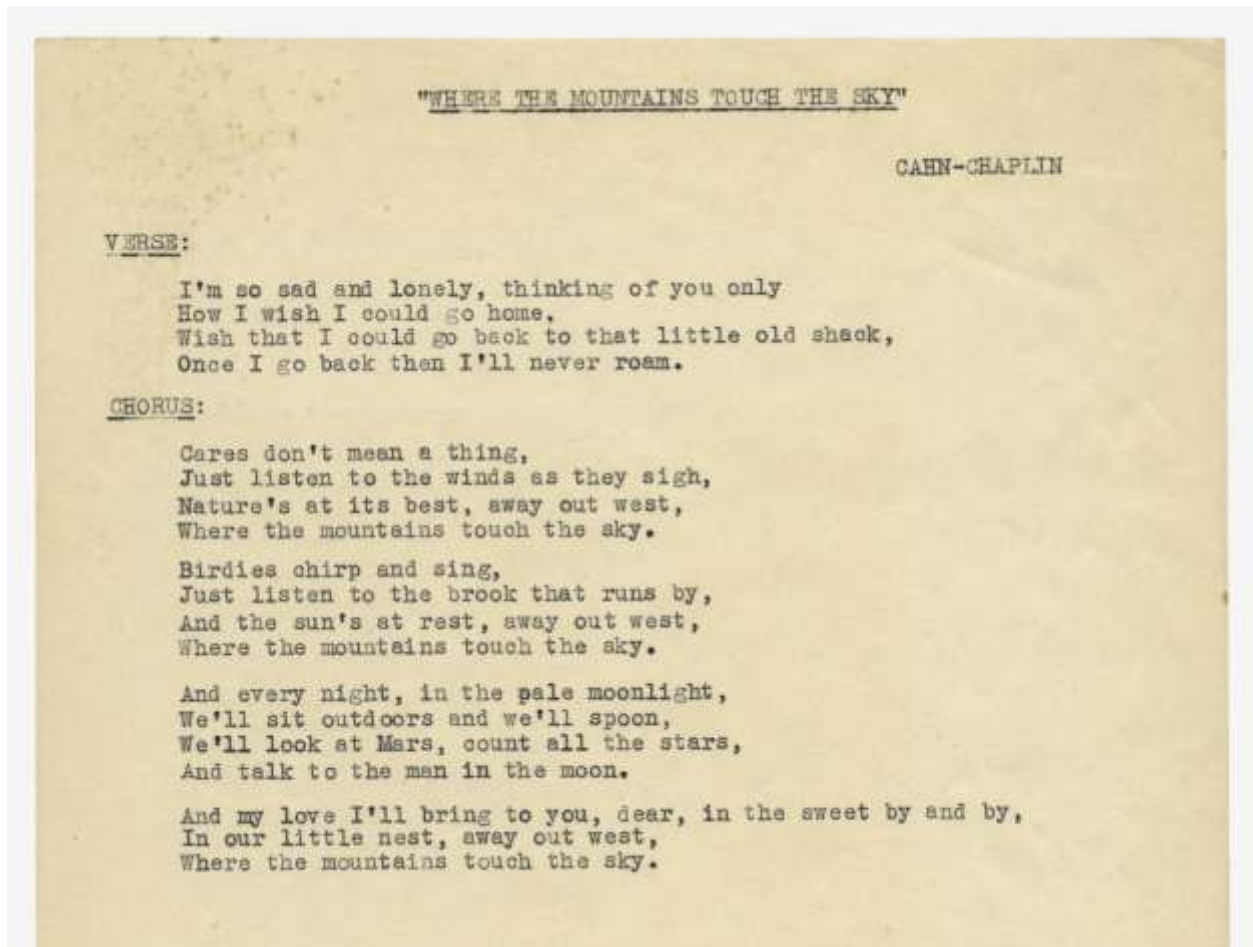 "WHERE THE MOUNTAINS TOUCH THE SKY"
CAHN-CHAPLIN
VERSE:
I'm so sad and lonely, thinking of you only
How I wish I could go home.
Wish that I could go back to that little old shack,
Once I go back then I'll never roam.
CHORUS:
Cares don't mean a thing,
Just listen to the winds as they sigh,
Nature's at its best, away out west,
Where the mountains touch the sky.
Birdies chirp and sing,
Just listen to the brook that runs by,
And the sun's at rest, away out west,
Where the mountains touch the sky.
And every night, in the pale moonlight,
We'll sit outdoors and we'll spoon,
We'll look at Mars, count all the stars,
And talk to the man in the moon.
And my love I'll bring to you, dear, in the sweet by and by,
In our little nest, away out west,
Where the mountains touch the sky.